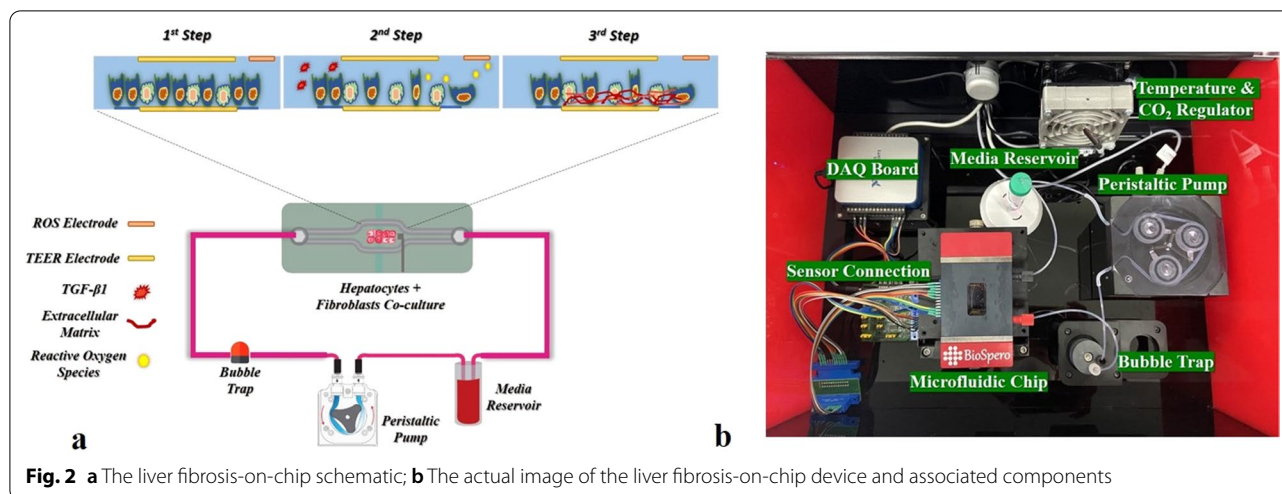 1st Step
2nd Step
3rd Step
ROS Electrode
TEER Electrode
TGF-β1
Extracellular
Matrix
Reactive Oxygen
Species
Hepatocytes +
Fibroblasts Co-culture
Bubble
Trap
Peristaltic
Pump
Media
Reservoir
a
Temperature &
CO₂ Regulator
DAQ Board
Media Reservoir
Peristaltic Pump
Sensor Connection
BioSpero
Bubble Trap
Microfluidic Chip
b
Fig. 2 a The liver fibrosis-on-chip schematic; b The actual image of the liver fibrosis-on-chip device and associated components